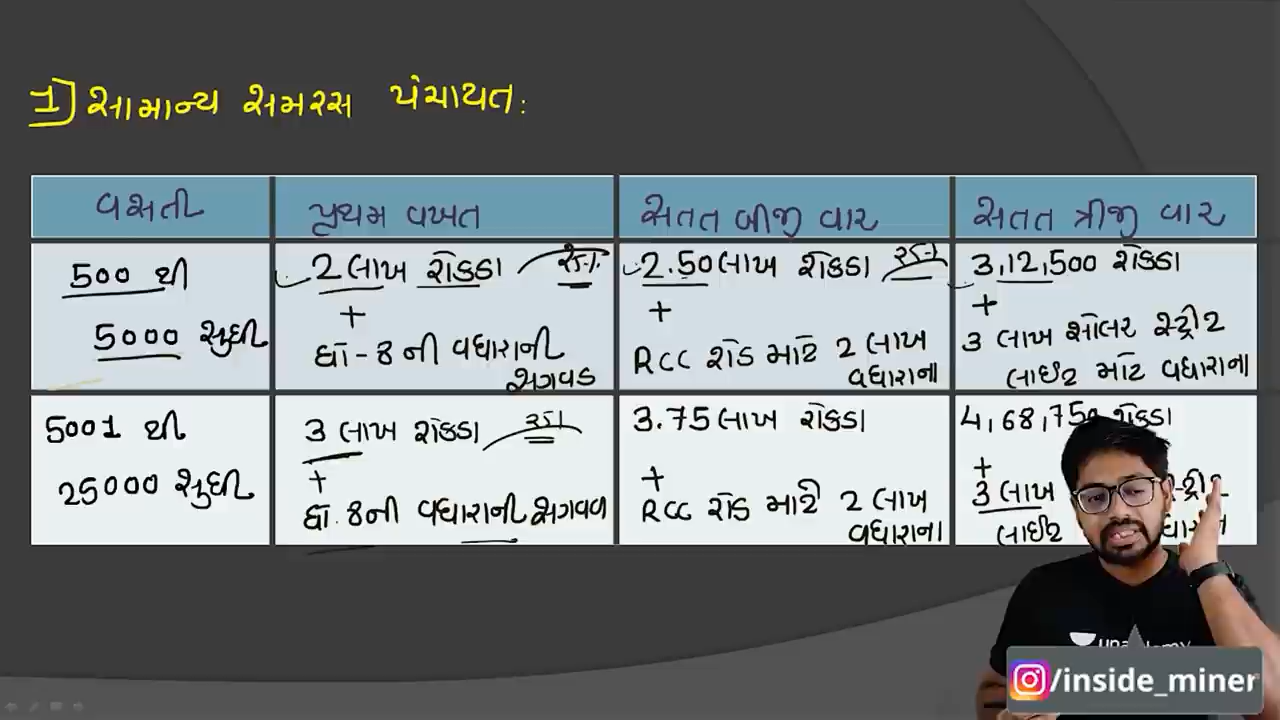 1] સામાન્ય સમરસ પંચાયત:
વસતી
પ્રથમ વખત
સતત બીજી વાર
સતત ત્રીજી વાર
500 થી
5000 સુધી
2 લાખ રોકડા
+
ધો-8 ની વધારાની
સગવડ
2.50 લાખ રોકડા
+
RCC રોડ માટે 2 લાખ
વધારાના
3,12,500 રોકડા
+
3 લાખ સોલર સ્ટ્રીટ
લાઈટ માટે વધારાના
5001 થી
25000 સુધી
3 લાખ રોકડા
+
ધો. 8ની વધારાની સગવડ
3.75 લાખ રોકડા
+
RCC રોડ માટે 2 લાખ
વધારાના
4,68,750 રોકડા
+
3 લાખ
લાઈટ
/inside_miner